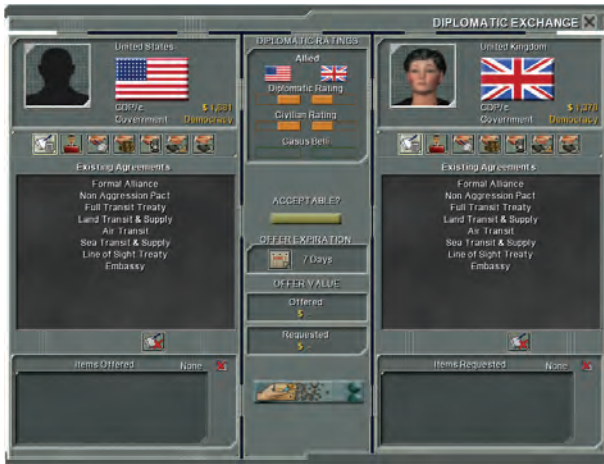 DIPLOMATIC EXCHANGE
United States
GDP/c $ 1,831
Government Democracy
Existing Agreements
Formal Alliance
Non Aggression Pact
Full Transit Treaty
Land Transit & Supply
Air Transit
Sea Transit & Supply
Line of Sight Treaty
Embassy
Items Offered None
DIPLOMATIC RATINGS
Allied
Diplomatic Rating
Civilian Rating
Casus Belli
ACCEPTABLE?
OFFER EXPIRATION
7 Days
OFFER VALUE
Offered
$ -
Requested
$ -
United Kingdom
GDP/c $ 1,378
Government Democracy
Existing Agreements
Formal Alliance
Non Aggression Pact
Full Transit Treaty
Land Transit & Supply
Air Transit
Sea Transit & Supply
Line of Sight Treaty
Embassy
Items Requested None